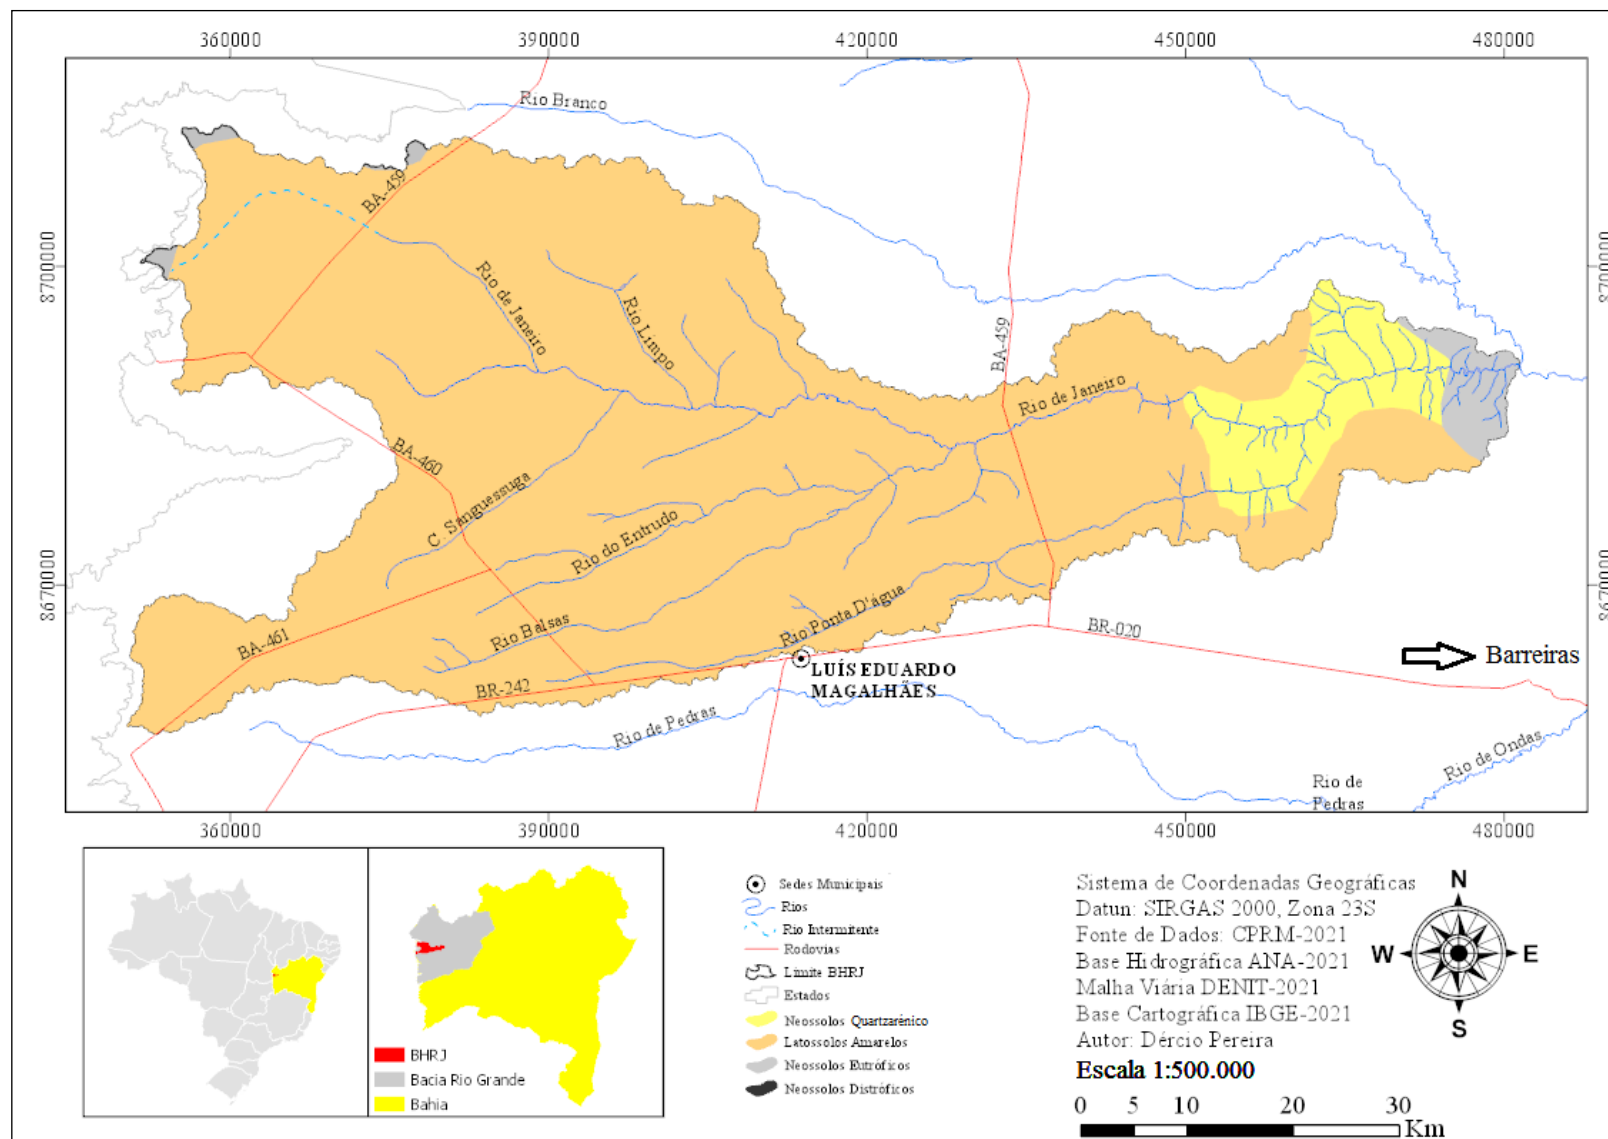 360000
390000
420000
450000
480000
Rio Branco
BA-459
8700000
8700000
Rio de Janeiro
Rio Limpo
BA-459
Rio de Janeiro
BA-460
C. Sanguessuga
Rio do Entrudo
8670000
8670000
Rio Balsas
Rio Ponta D'água
BA-461
BR-020
Barreiras
LUÍS EDUARDO
MAGALHÃES
BR-242
Rio de Pedras
Rio de Ondas
Rio de
Pedras
360000
390000
420000
450000
480000
BHRJ
Bacia Rio Grande
Bahia
Sedes Municipais
Rios
Rio Intermitente
Rodovias
Límite BHRJ
Estados
Neossolos Quartzarênico
Latossolos Amarelos
Neossolos Eutróficos
Neossolos Distróficos
Sistema de Coordenadas Geográficas
Datun: SIRGAS 2000, Zona 23S
Fonte de Dados: CPRM-2021
Base Hidrográfica ANA-2021
Malha Viária DENIT-2021
Base Cartográfica IBGE-2021
Autor: Dércio Pereira
Escala 1:500.000
N
W
E
S
0 5 10 20 30
Km